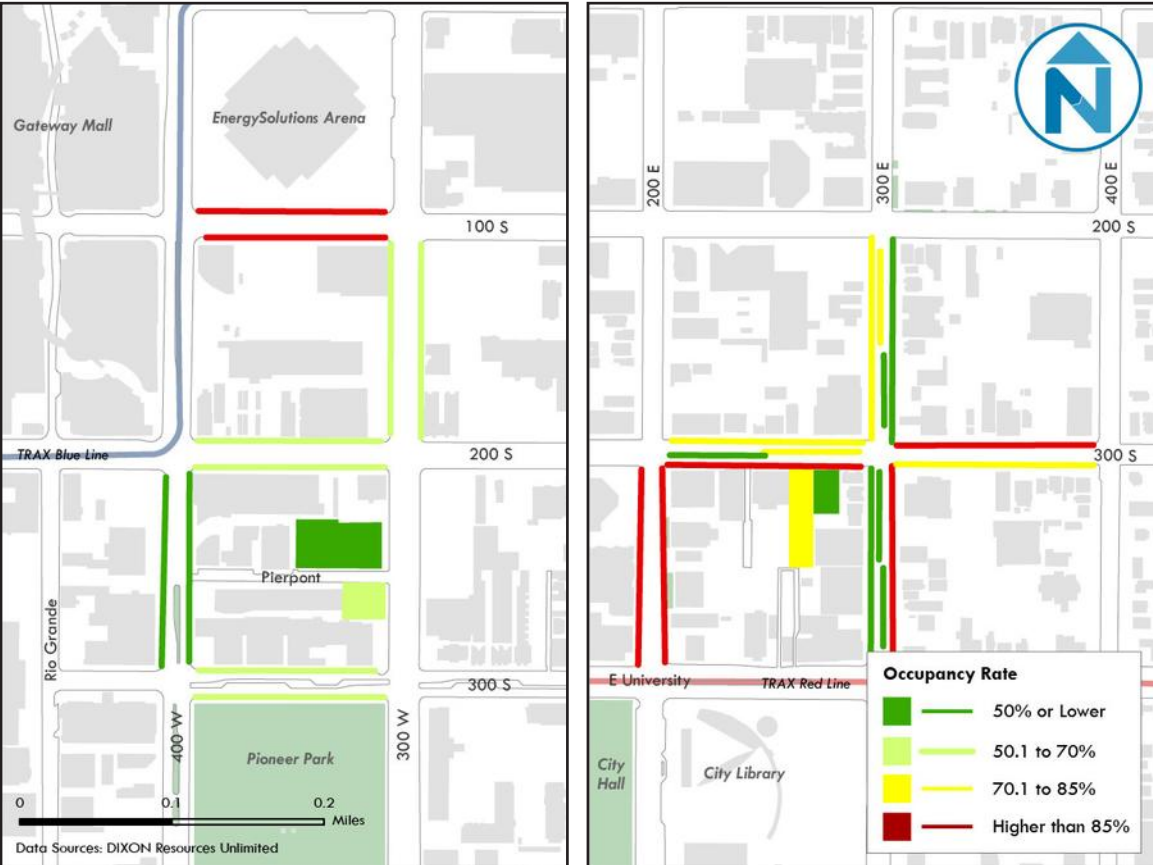 Gateway Mall
EnergySolutions Arena
100 S
TRAX Blue Line
200 S
Pierpont
Rio Grande
300 S
400 W
300 W
Pioneer Park
0 0.1 0.2
Miles
Data Sources: DIXON Resources Unlimited
N
200 E
300 E
400 E
200 S
300 S
E University
TRAX Red Line
City
Hall
City Library
Occupancy Rate
50% or Lower
50.1 to 70%
70.1 to 85%
Higher than 85%